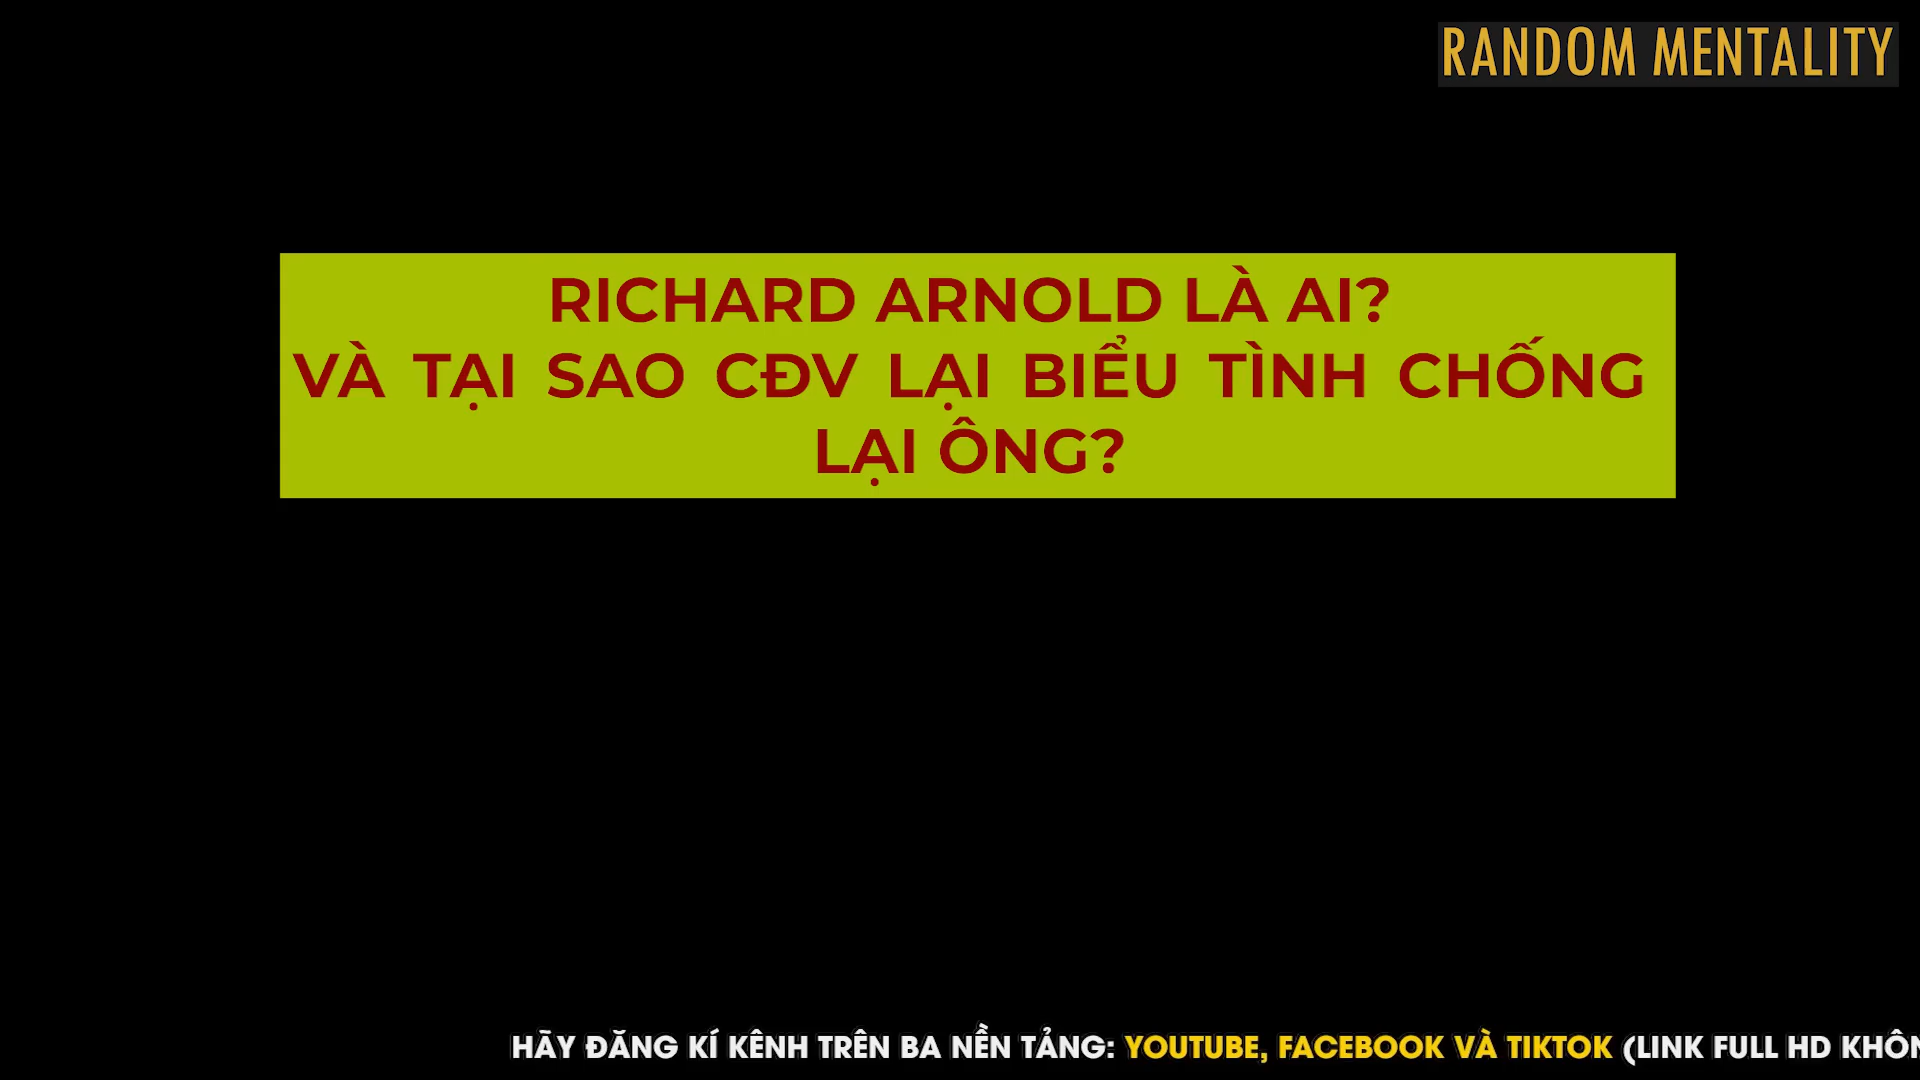 RANDOM MENTALITY
RICHARD ARNOLD LÀ AI?
VÀ TẠI SAO CĐV LẠI BIỂU TÌNH CHỐNG
LẠI ÔNG?
HÃY ĐĂNG KÍ KÊNH TRÊN BA NỀN TẢNG: YOUTUBE, FACEBOOK VÀ TIKTOK (LINK FULL HD